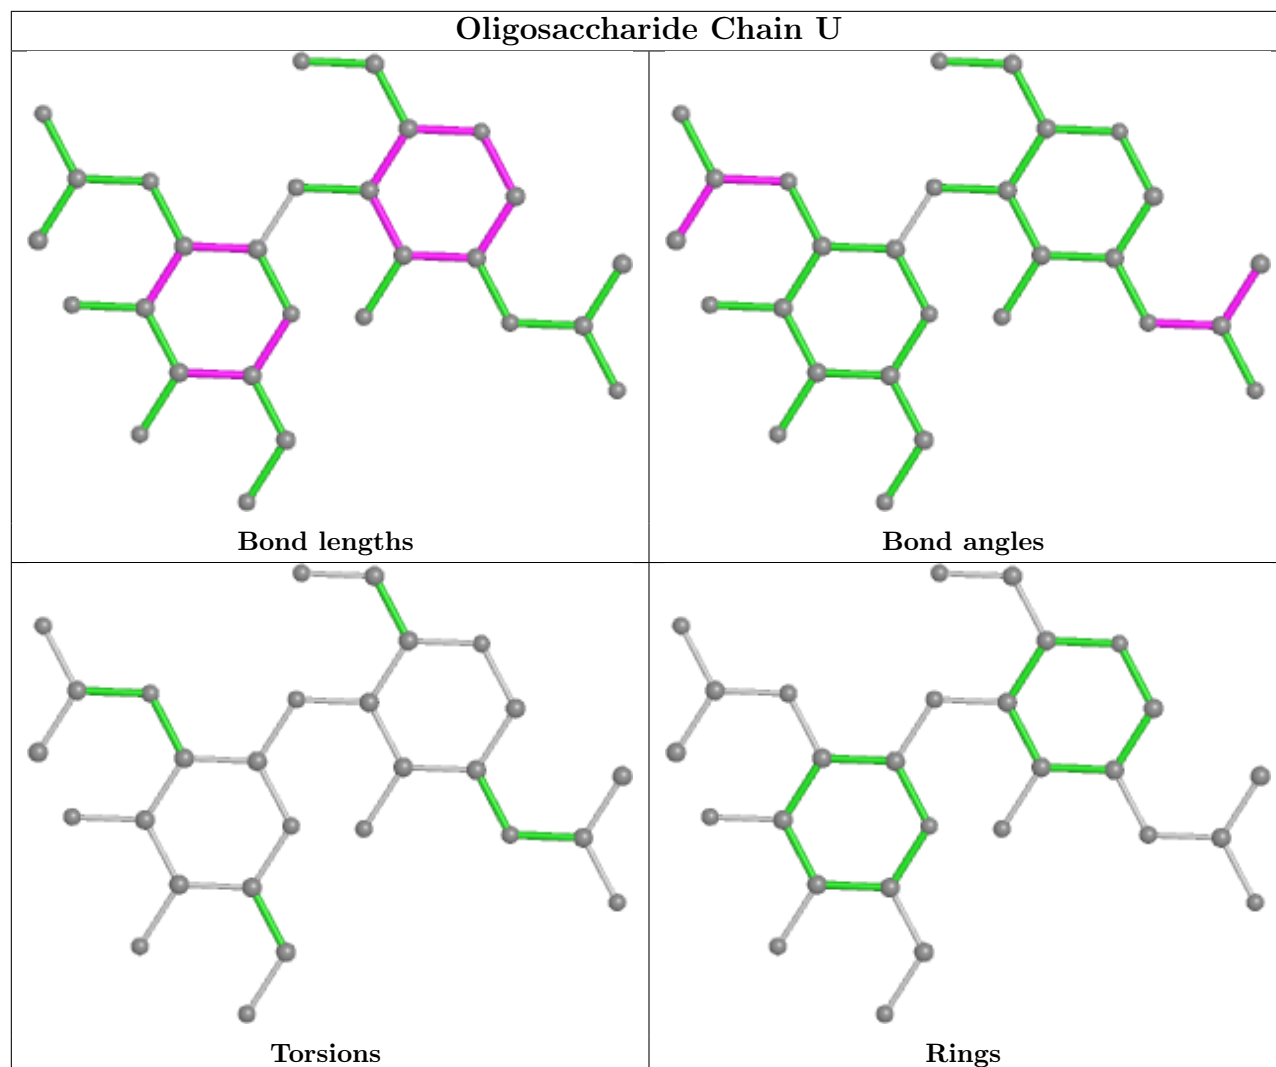 Oligosaccharide Chain U
Bond lengths
Bond angles
Torsions
Rings